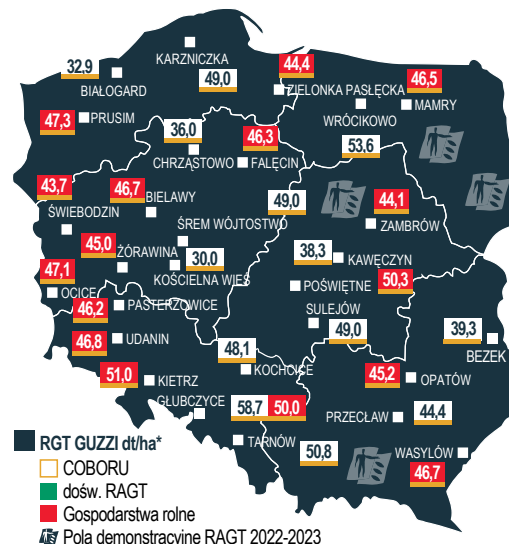 KARZNICZKA
32,9
49,0
BIAŁOGARD
44,4
ZIELONKA PASŁĘCKA
46,5
MAMRY
WRÓCIKOWO
47,3
PRUSIM
36,0
46,3
53,6
CHRZĄSTOWO
FALĘCIN
43,7
46,7
BIELAWY
49,0
44,1
ŚWIEBODZIN
ZAMBRÓW
ŚREM WÓJTOSTWO
45,0
ŻÓRAWINA
30,0
38,3
KAWĘCZYN
KOŚCIELNA WIEŚ
47,1
OCICE
50,3
POŚWIĘTNE
46,2
PASTERZOWICE
SULEJÓW
49,0
39,3
46,8
UDANIN
BEZEK
48,1
KOCHCICE
51,0
KIETRZ
45,2
OPATÓW
GŁUBCZYCE
58,7
50,0
PRZECŁAW
44,4
TARNÓW
50,8
WASYLÓW
46,7
RGT GUZZI dt/ha*
COBORU
dośw. RAGT
Gospodarstwa rolne
Pola demonstracyjne RAGT 2022-2023